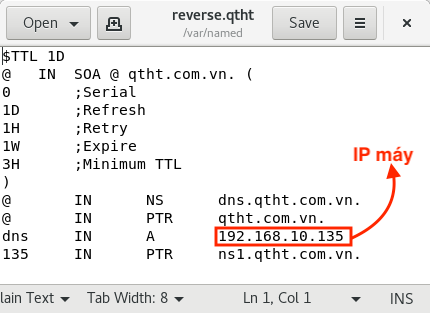 Open reverse.qtht Save
/var/named
$TTL 1D
@ IN SOA @ qtht.com.vn. (
0 ;Serial
1D ;Refresh
1H ;Retry
1W ;Expire
3H ;Minimum TTL
)
@ IN NS dns.qtht.com.vn.
@ IN PTR qtht.com.vn.
dns IN A 192.168.10.135
135 IN PTR ns1.qtht.com.vn.
IP máy
lain Text Tab Width: 8 Ln 1, Col 1 INS